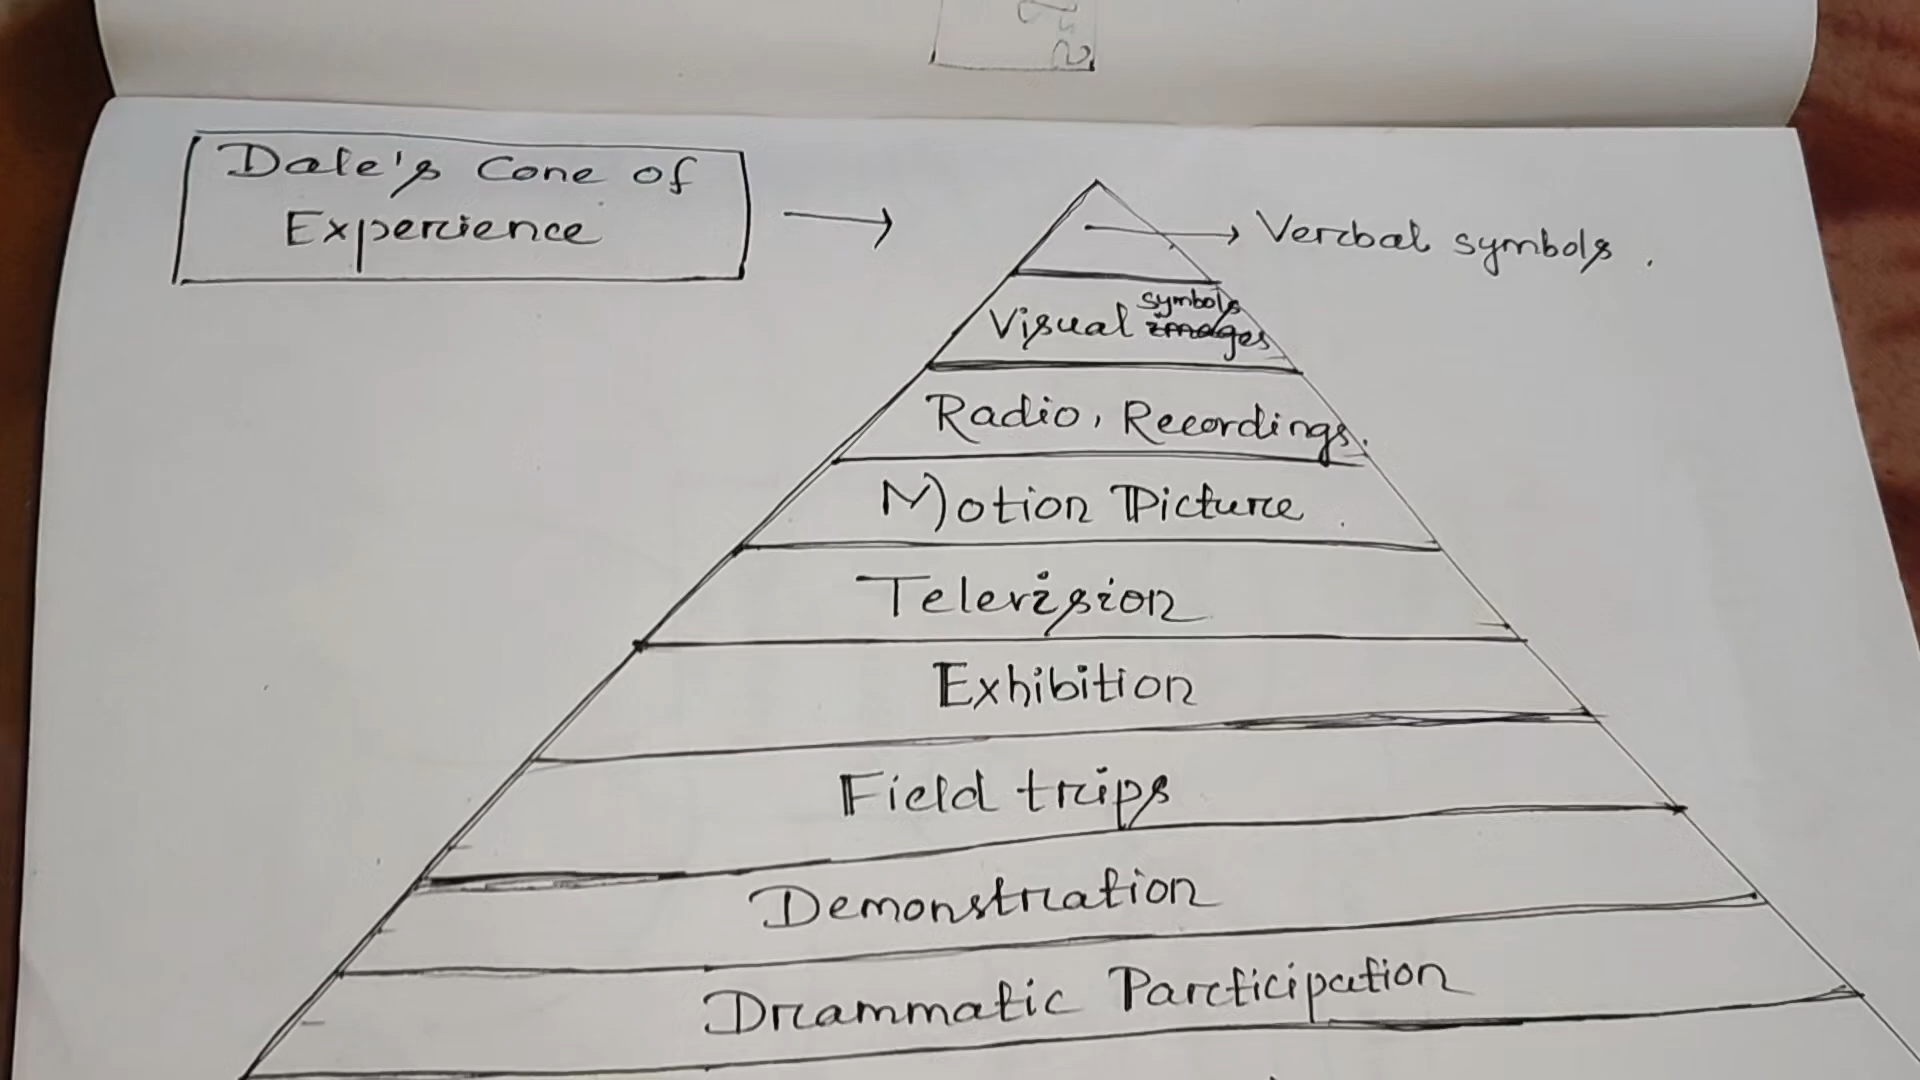 Dale's Cone of
Experience
Verbal symbols.
symbols
Visual
Radio, Recordings.
Motion Picture
Television
Exhibition
Field trips
Demonstration
Drammatic Participation